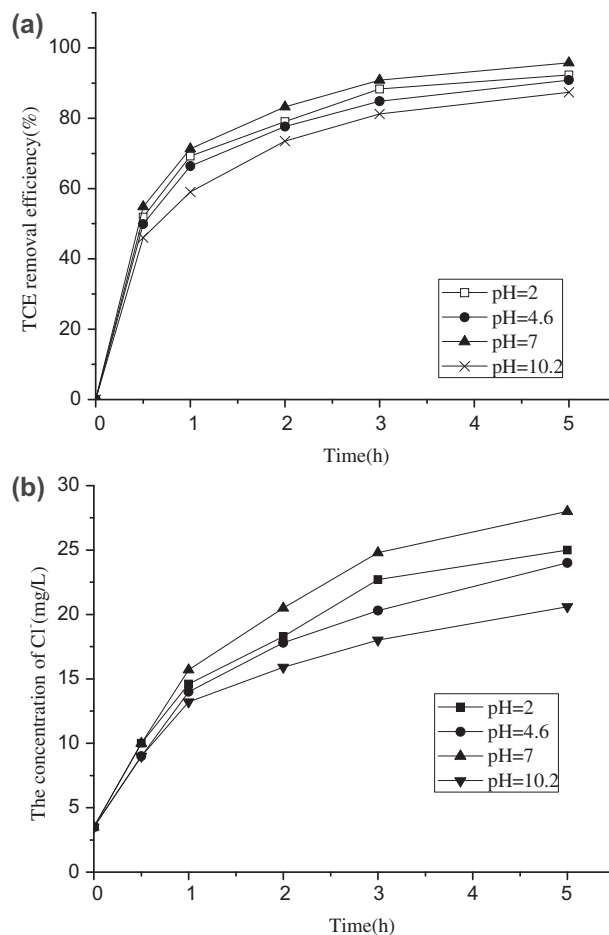 (a)
100
80
60
40
20
0
TCE removal efficiency(%)
0 1 2 3 4 5
Time(h)
pH=2
pH=4.6
pH=7
pH=10.2
(b)
30
25
20
15
10
5
0
The concentration of Cl⁻(mg/L)
0 1 2 3 4 5
Time(h)
pH=2
pH=4.6
pH=7
pH=10.2